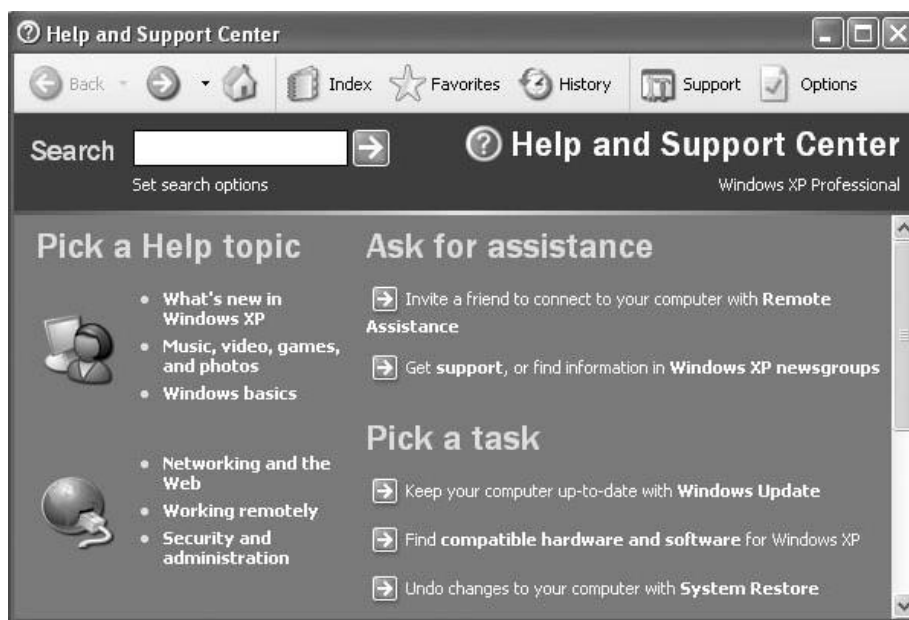 Help and Support Center
Back
Index
Favorites
History
Support
Options
Search
Set search options
Help and Support Center
Windows XP Professional
Pick a Help topic
What's new in
Windows XP
Music, video, games,
and photos
Windows basics
Networking and the
Web
Working remotely
Security and
administration
Ask for assistance
Invite a friend to connect to your computer with Remote
Assistance
Get support, or find information in Windows XP newsgroups
Pick a task
Keep your computer up-to-date with Windows Update
Find compatible hardware and software for Windows XP
Undo changes to your computer with System Restore